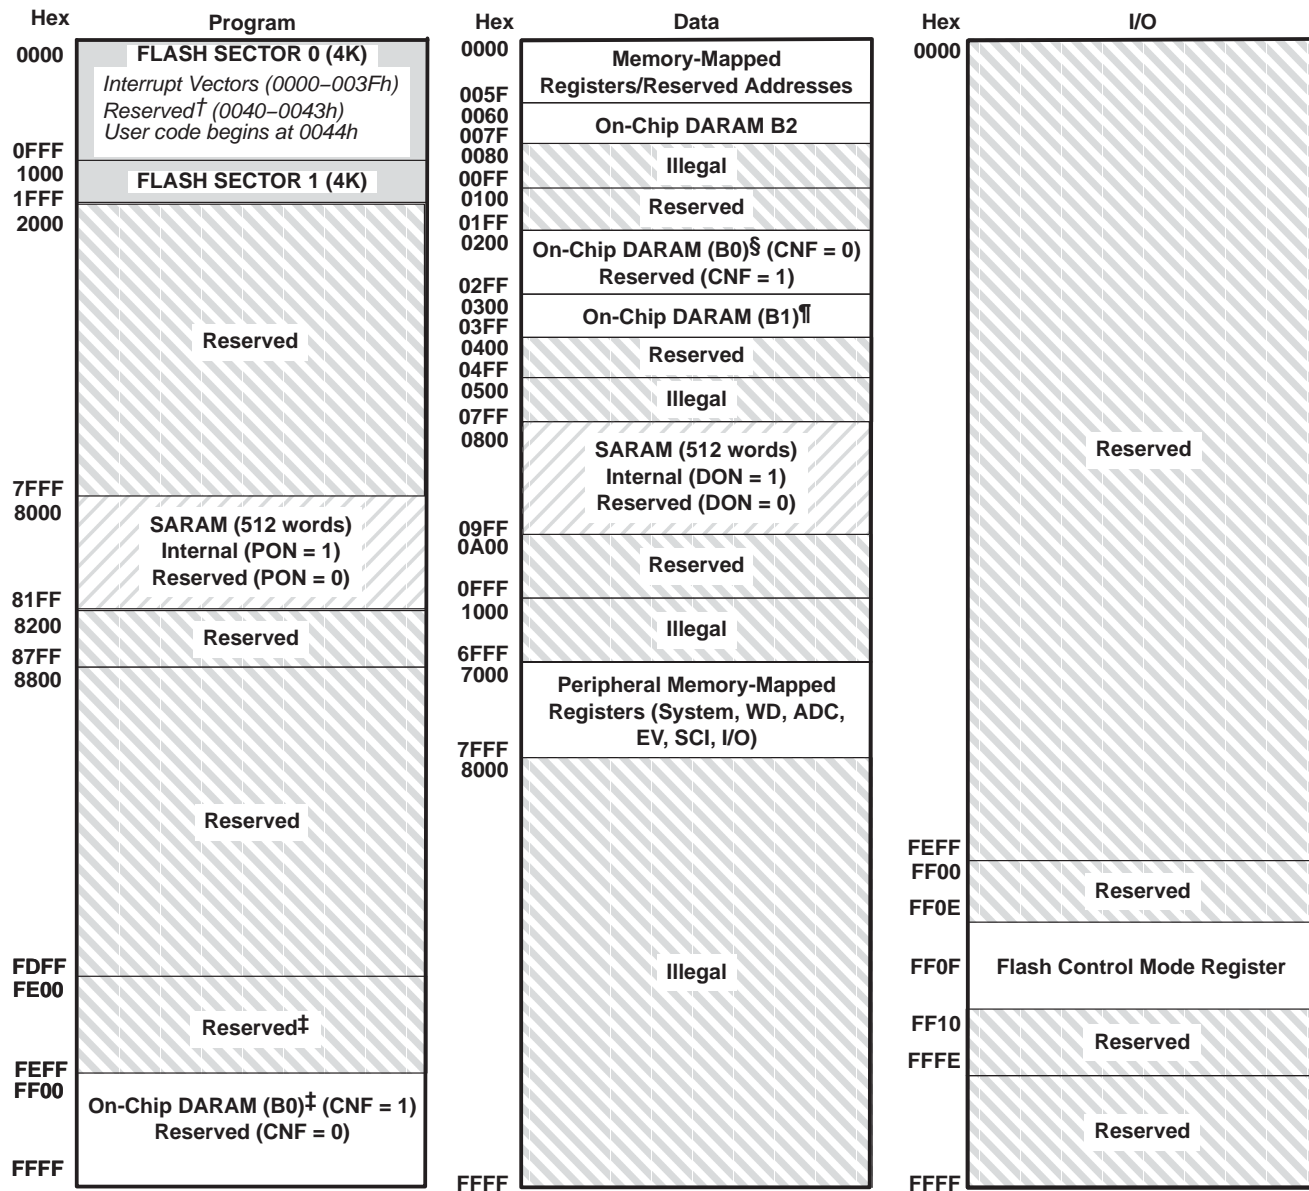 Hex
Program
0000
FLASH SECTOR 0 (4K)
Interrupt Vectors (0000–003Fh)
Reserved† (0040–0043h)
User code begins at 0044h
0FFF
1000
FLASH SECTOR 1 (4K)
1FFF
2000
Reserved
7FFF
8000
SARAM (512 words)
Internal (PON = 1)
Reserved (PON = 0)
81FF
8200
Reserved
87FF
8800
Reserved
FDFF
FE00
Reserved‡
FEFF
FF00
On-Chip DARAM (B0)‡ (CNF = 1)
Reserved (CNF = 0)
FFFF
Hex
Data
0000
Memory-Mapped
Registers/Reserved Addresses
005F
0060
On-Chip DARAM B2
007F
0080
Illegal
00FF
0100
Reserved
01FF
0200
On-Chip DARAM (B0)§ (CNF = 0)
Reserved (CNF = 1)
02FF
0300
On-Chip DARAM (B1)¶
03FF
0400
Reserved
04FF
0500
Illegal
07FF
0800
SARAM (512 words)
Internal (DON = 1)
Reserved (DON = 0)
09FF
0A00
Reserved
0FFF
1000
Illegal
6FFF
7000
Peripheral Memory-Mapped
Registers (System, WD, ADC,
EV, SCI, I/O)
7FFF
8000
Illegal
FFFF
Hex
I/O
0000
Reserved
FEFF
FF00
Reserved
FF0E
FF0F
Flash Control Mode Register
FF10
Reserved
FFFE
Reserved
FFFF